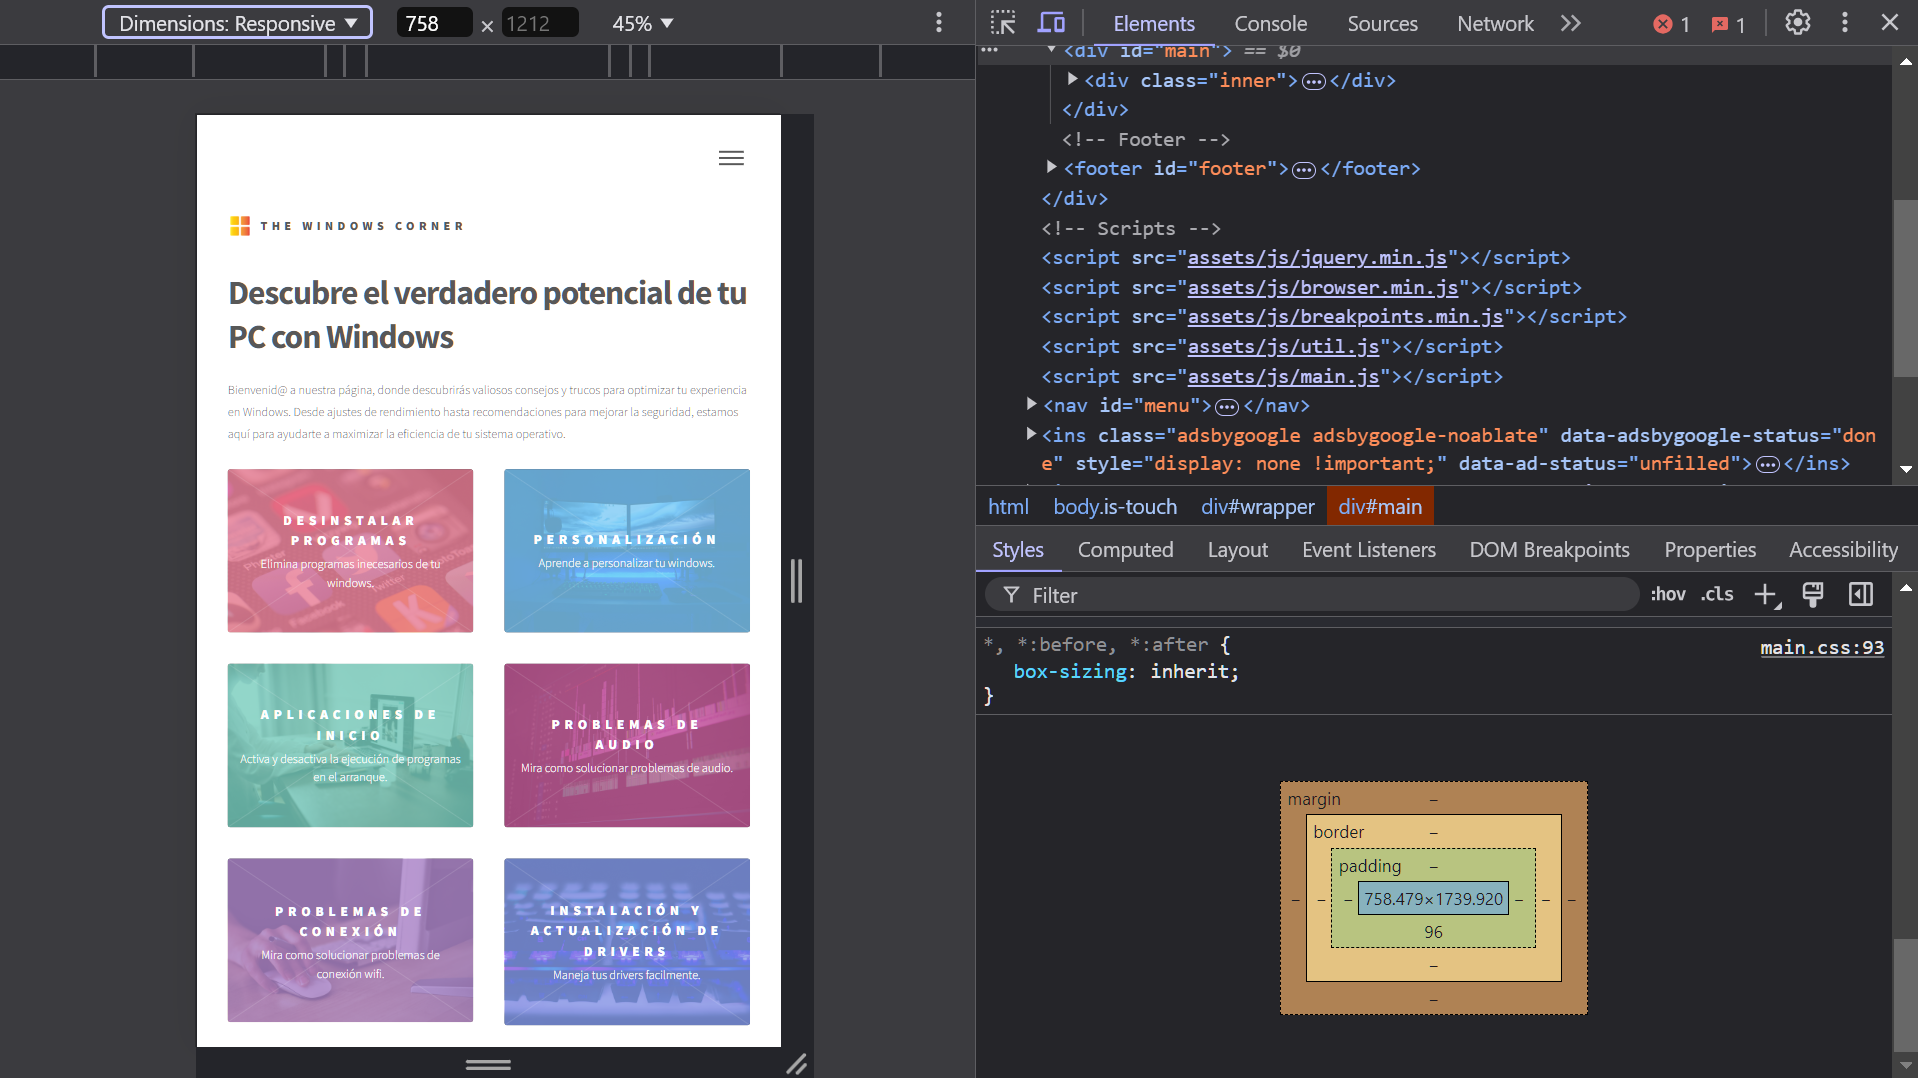 Dimensions: Responsive ▼ 758 × 1212 45% ▼
Elements Console Sources Network 1 1
THE WINDOWS CORNER
Descubre el verdadero potencial de tu
PC con Windows
Bienvenid@ a nuestra página, donde descubrirás valiosos consejos y trucos para optimizar tu experiencia
en Windows. Desde ajustes de rendimiento hasta recomendaciones para mejorar la seguridad, estamos
aquí para ayudarte a maximizar la eficiencia de tu sistema operativo.
DESINSTALAR
PROGRAMAS
Elimina programas inecesarios de tu
windows.
PERSONALIZACIÓN
Aprende a personalizar tu windows.
APLICACIONES DE
INICIO
Activa y desactiva la ejecución de programas
en el arranque.
PROBLEMAS DE
AUDIO
Mira como solucionar problemas de audio.
PROBLEMAS DE
CONEXIÓN
Mira como solucionar problemas de
conexión wifi.
INSTALACIÓN Y
ACTUALIZACIÓN DE
DRIVERS
Maneja tus drivers facilmente.
<div id="main"> == $0
<div class="inner">…</div>
</div>
<!-- Footer -->
<footer id="footer">…</footer>
</div>
<!-- Scripts -->
<script src="assets/js/jquery.min.js"></script>
<script src="assets/js/browser.min.js"></script>
<script src="assets/js/breakpoints.min.js"></script>
<script src="assets/js/util.js"></script>
<script src="assets/js/main.js"></script>
<nav id="menu">…</nav>
<ins class="adsbygoogle adsbygoogle-noablate" data-adsbygoogle-status="don
e" style="display: none !important;" data-ad-status="unfilled">…</ins>
html body.is-touch div#wrapper div#main
Styles Computed Layout Event Listeners DOM Breakpoints Properties Accessibility
Filter :hov .cls
*, *:before, *:after { main.css:93
box-sizing: inherit;
}
margin –
border –
padding –
– – – 758.479×1739.920 – – –
96
–
–